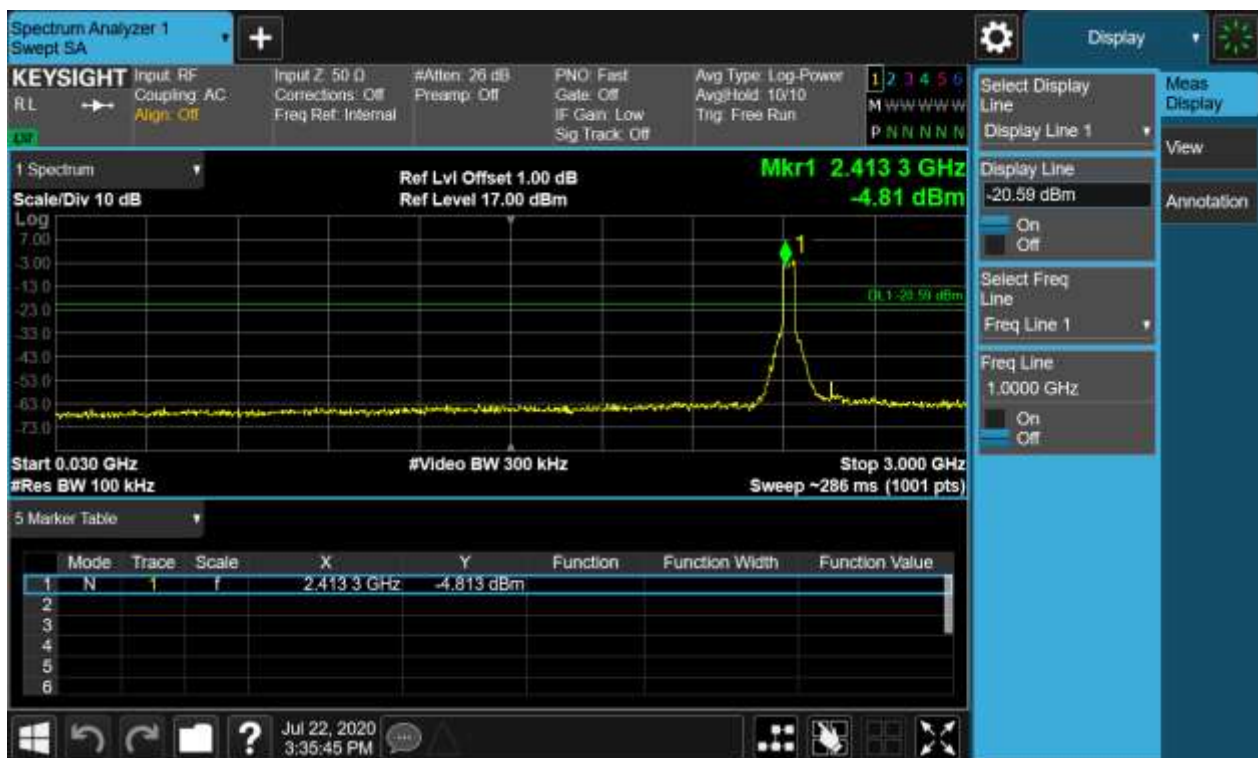 Spectrum Analyzer 1
Swept SA
+
Display
KEYSIGHT Input: RF Input Z: 50 Ω #Atten: 26 dB PNO: Fast Avg Type: Log-Power 1 2 3 4 5 6
RL Coupling: AC Corrections: Off Preamp: Off Gate: Off Avg|Hold: 10/10 M W W W W W W
Align: Off Freq Ref: Internal IF Gain: Low Trig: Free Run
Sig Track: Off P N N N N N N
LXI
Select Display
Line
Display Line 1
Display Line
-20.59 dBm
On
Off
Select Freq
Line
Freq Line 1
Freq Line
1.0000 GHz
On
Off
Meas
Display
View
Annotation
1 Spectrum
Scale/Div 10 dB
Ref Lvl Offset 1.00 dB
Ref Level 17.00 dBm
Mkr1 2.413 3 GHz
-4.81 dBm
Log
7.00
-3.00
-13.0
-23.0
-33.0
-43.0
-53.0
-63.0
-73.0
1
DL1 -20.59 dBm
Start 0.030 GHz #Video BW 300 kHz Stop 3.000 GHz
#Res BW 100 kHz Sweep ~286 ms (1001 pts)
5 Marker Table
Mode Trace Scale X Y Function Function Width Function Value
1 N 1 f 2.413 3 GHz -4.813 dBm
2
3
4
5
6
?
Jul 22, 2020
3:35:45 PM